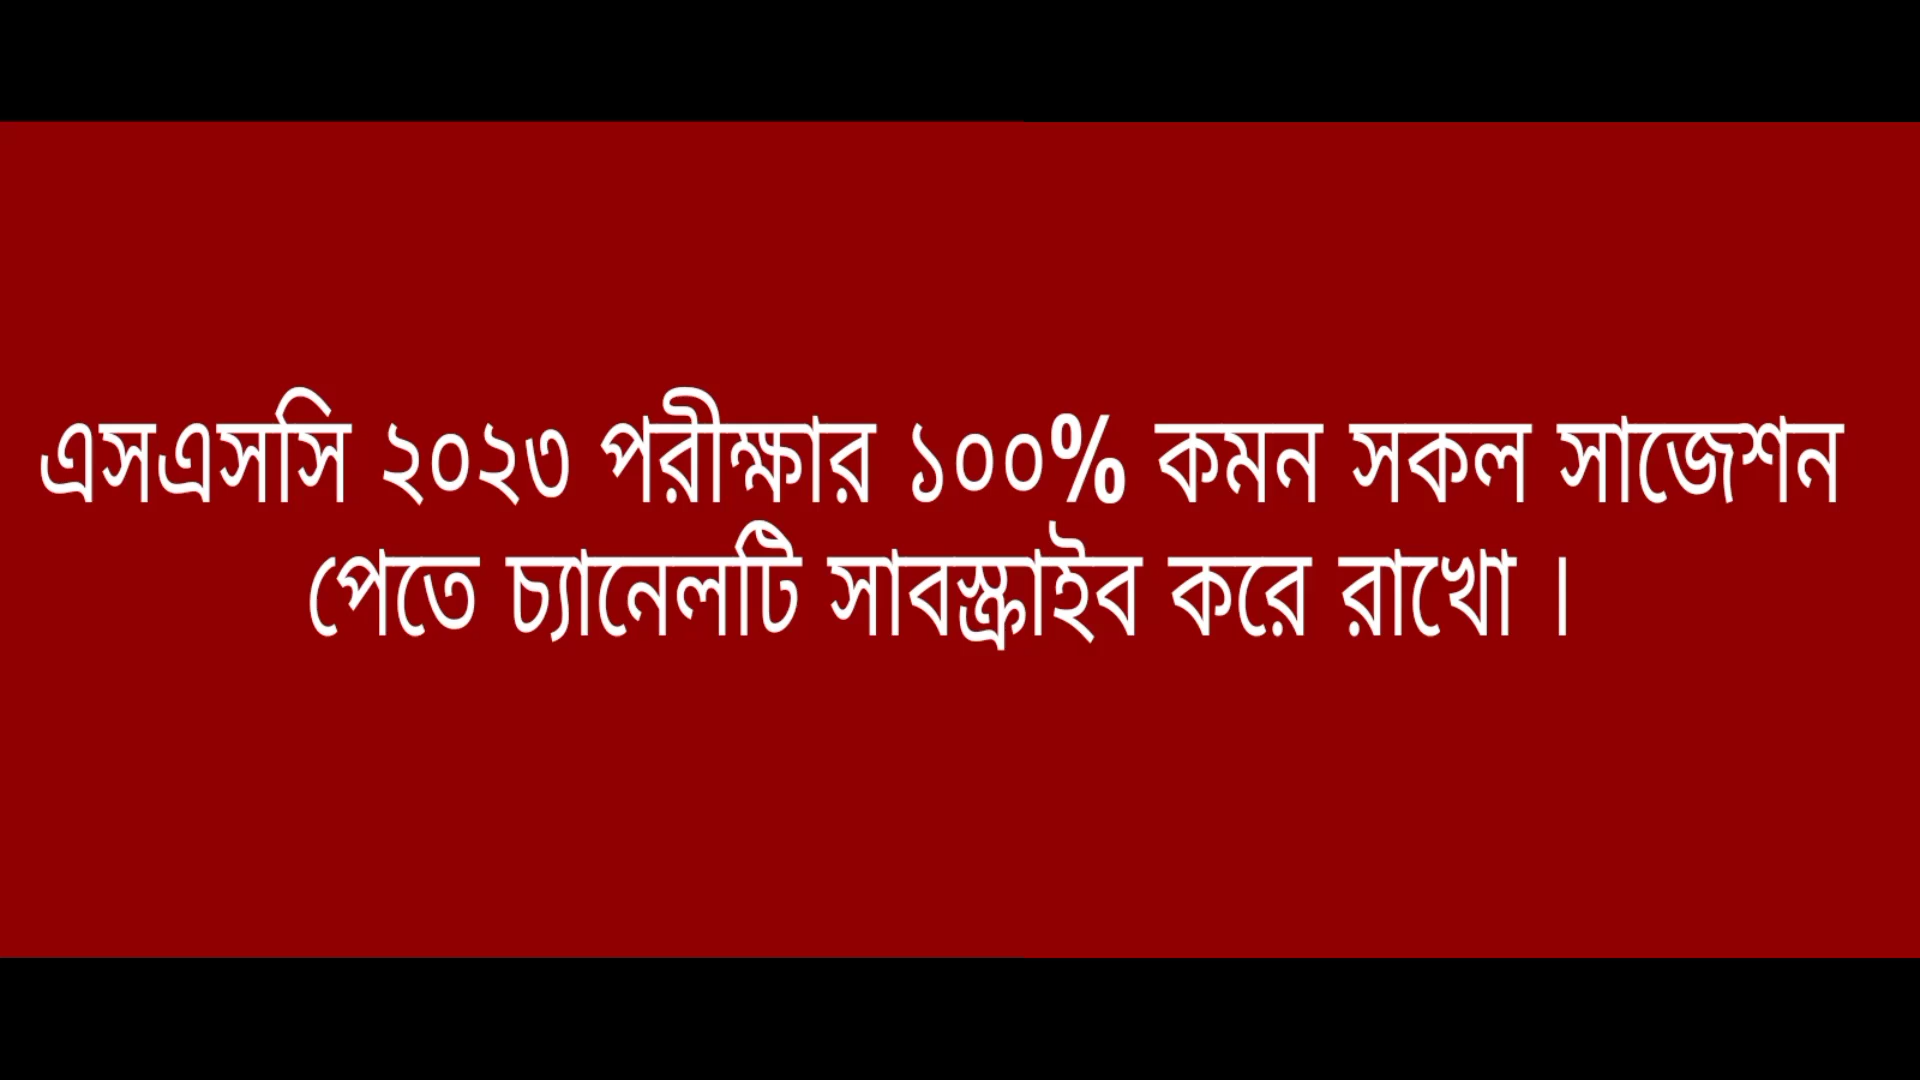 এসএসসি ২০২৩ পরীক্ষার ১০০% কমন সকল সাজেশন
পেতে চ্যানেলটি সাবস্ক্রাইব করে রাখো ।